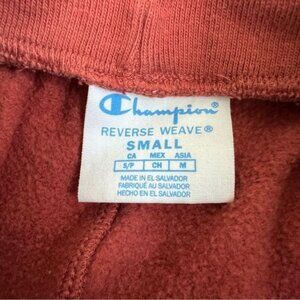 Champion®
REVERSE WEAVE®
SMALL
CA MEX ASIA
S/P CH M
MADE IN EL SALVADOR
FABRIQUÉ AU SALVADOR
HECHO EN EL SALVADOR